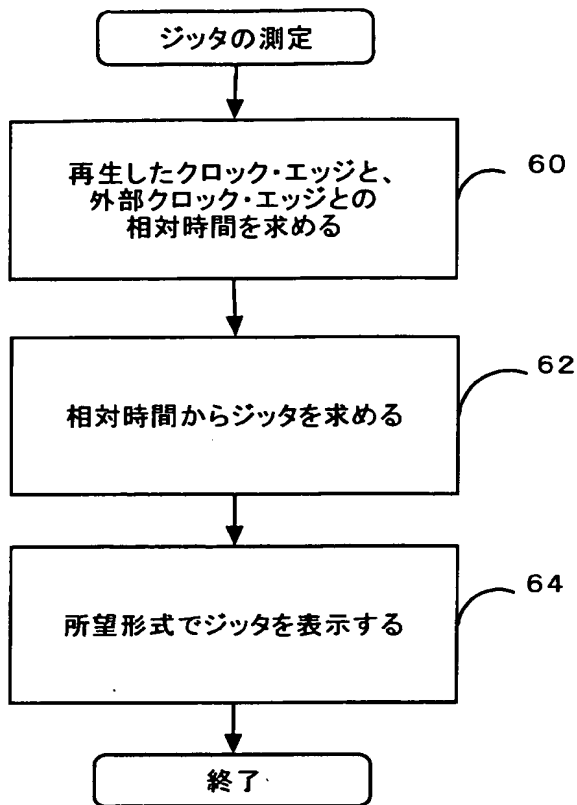 ジッタの測定
再生したクロック・エッジと、
外部クロック・エッジとの
相対時間を求める
60
相対時間からジッタを求める
62
所望形式でジッタを表示する
64
終了